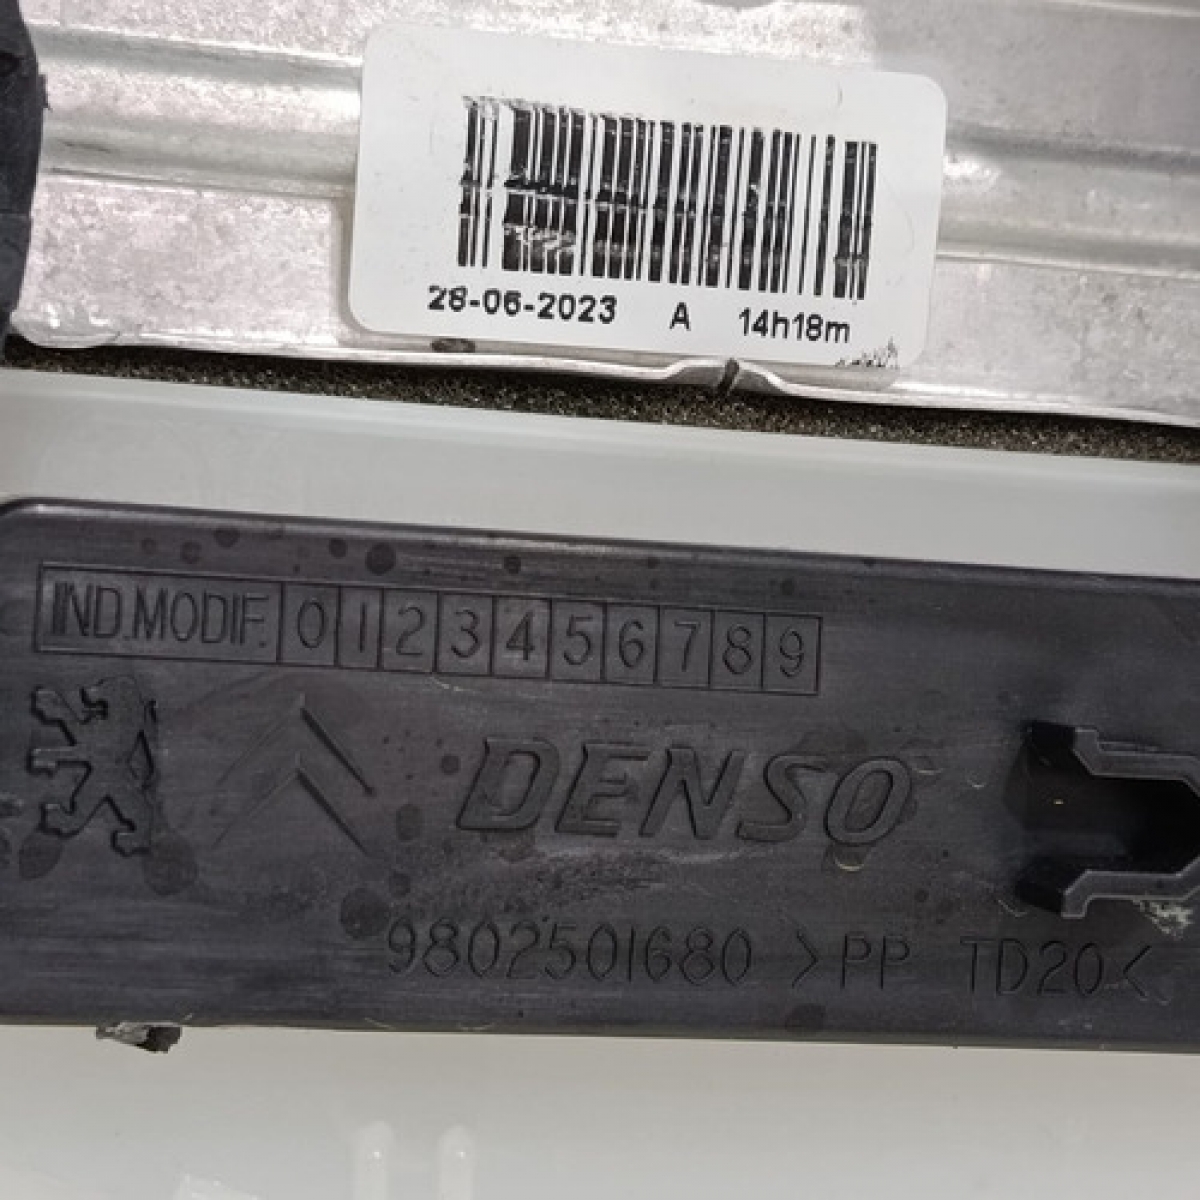 28-06-2023 A 14h18m
IND.MODIF. 0 1 2 3 4 5 6 7 8 9
DENSO
9802501680 >PP TD20<